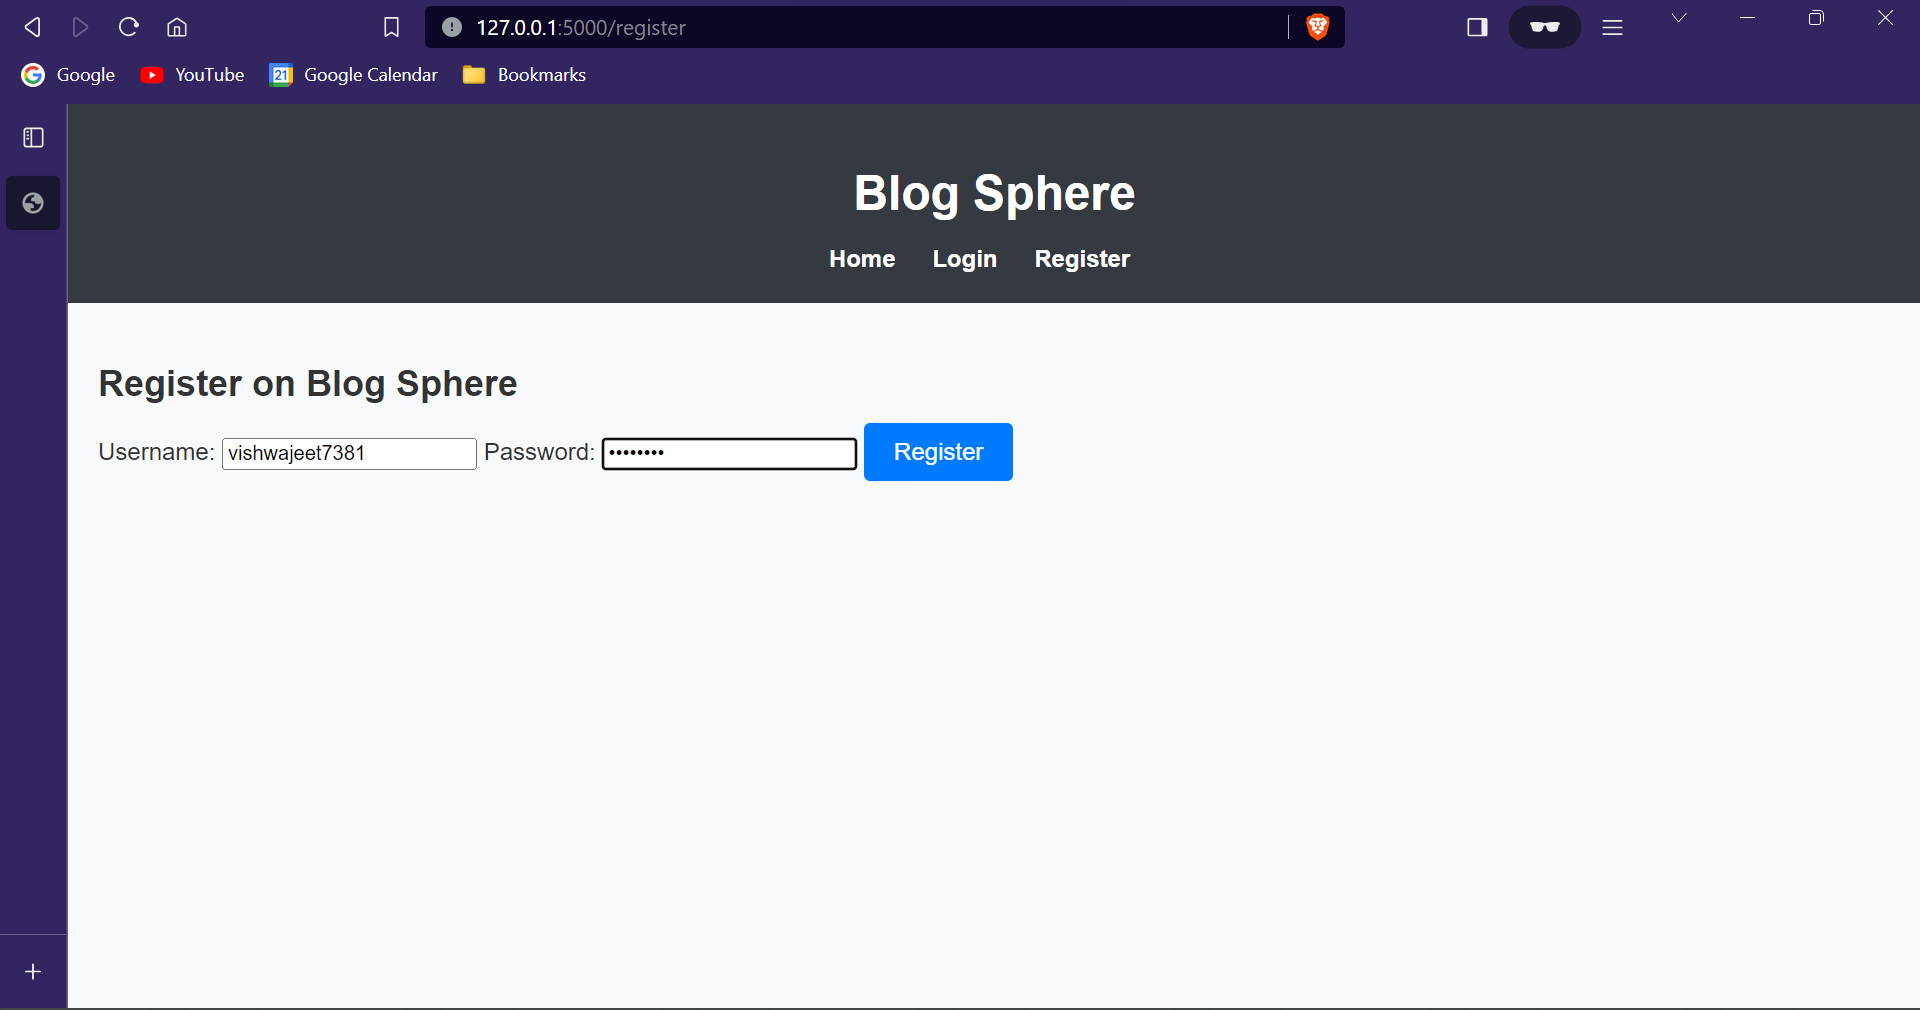 127.0.0.1:5000/register
Google YouTube 21 Google Calendar Bookmarks
Blog Sphere
Home Login Register
Register on Blog Sphere
Username: vishwajeet7381 Password: •••••••• Register